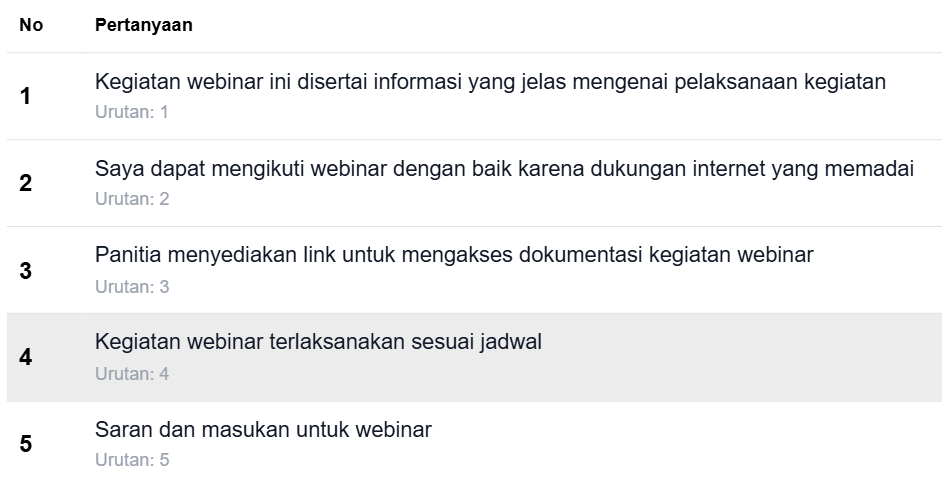 No Pertanyaan
1 Kegiatan webinar ini disertai informasi yang jelas mengenai pelaksanaan kegiatan
Urutan: 1
2 Saya dapat mengikuti webinar dengan baik karena dukungan internet yang memadai
Urutan: 2
3 Panitia menyediakan link untuk mengakses dokumentasi kegiatan webinar
Urutan: 3
4 Kegiatan webinar terlaksanakan sesuai jadwal
Urutan: 4
5 Saran dan masukan untuk webinar
Urutan: 5